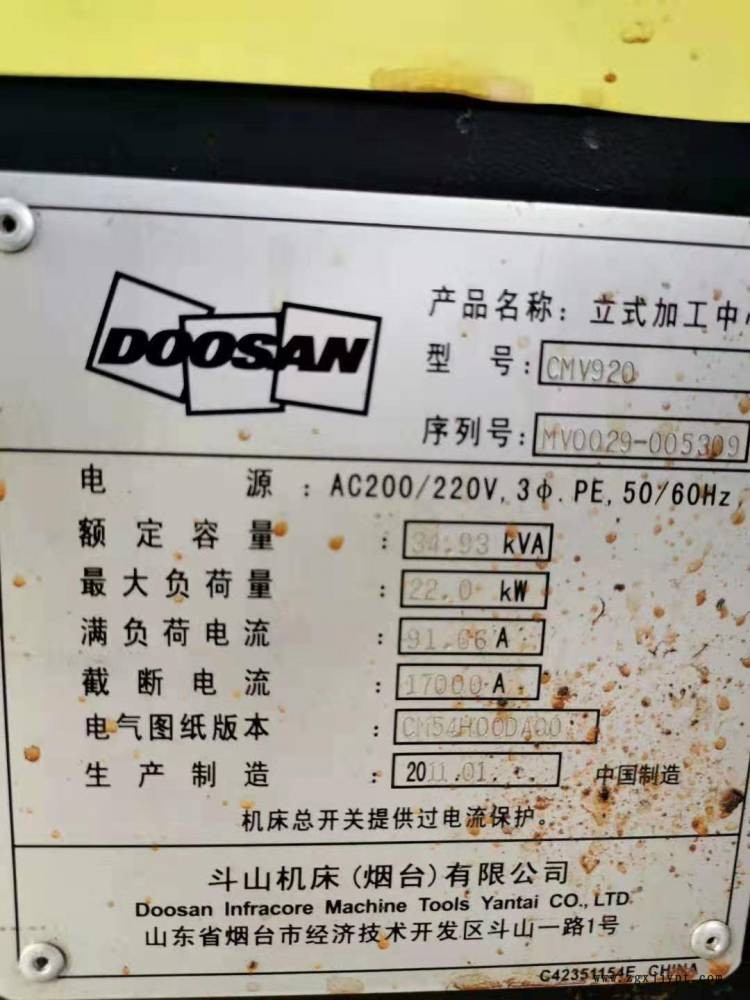 DOOSAN
产品名称：立式加工中
型 号：CMV920
序列号：MV0029-005309
电 源：AC200/220V, 3φ. PE, 50/60Hz,
额定容量：34.93 kVA
最大负荷量：22.0 kW
满负荷电流：91.66 A
截断电流：17000 A
电气图纸版本：CM54H00DA00
生产制造：2011.01. 中国制造
机床总开关提供过电流保护。
斗山机床(烟台)有限公司
Doosan Infracore Machine Tools Yantai CO., LTD.
山东省烟台市经济技术开发区斗山一路1号
C42351154E CHINA